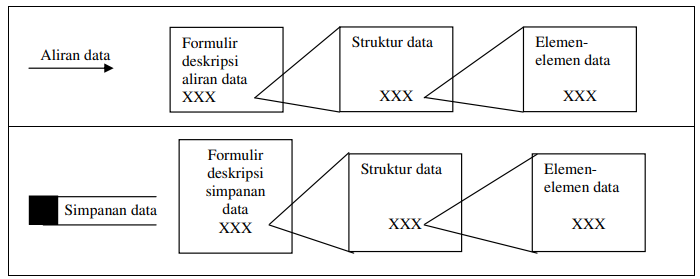 Aliran data
Formulir
deskripsi
aliran data
XXX
Struktur data
XXX
Elemen-
elemen data
XXX
Simpanan data
Formulir
deskripsi
simpanan
data
XXX
Struktur data
XXX
Elemen-
elemen data
XXX